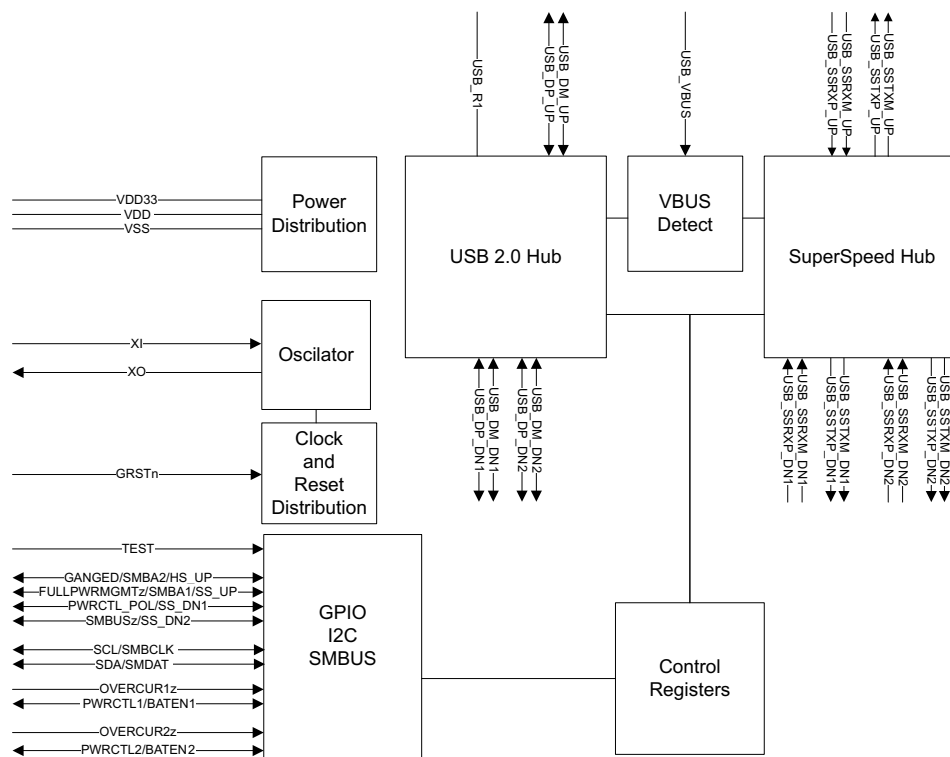 USB_R1
USB_DP_UP
USB_DM_UP
USB_VBUS
USB_SSRXP_UP
USB_SSRXM_UP
USB_SSTXP_UP
USB_SSTXM_UP
VDD33
VDD
VSS
Power
Distribution
USB 2.0 Hub
VBUS
Detect
SuperSpeed Hub
XI
XO
Oscilator
USB_DP_DN1
USB_DM_DN1
USB_DP_DN2
USB_DM_DN2
USB_SSRXP_DN1
USB_SSRXM_DN1
USB_SSTXP_DN1
USB_SSTXM_DN1
USB_SSRXP_DN2
USB_SSRXM_DN2
USB_SSTXP_DN2
USB_SSTXM_DN2
GRSTn
Clock
and
Reset
Distribution
TEST
GANGED/SMBA2/HS_UP
FULLPWRMGMTz/SMBA1/SS_UP
PWRCTL_POL/SS_DN1
SMBUSz/SS_DN2
SCL/SMBCLK
SDA/SMDAT
OVERCUR1z
PWRCTL1/BATEN1
OVERCUR2z
PWRCTL2/BATEN2
GPIO
I2C
SMBUS
Control
Registers